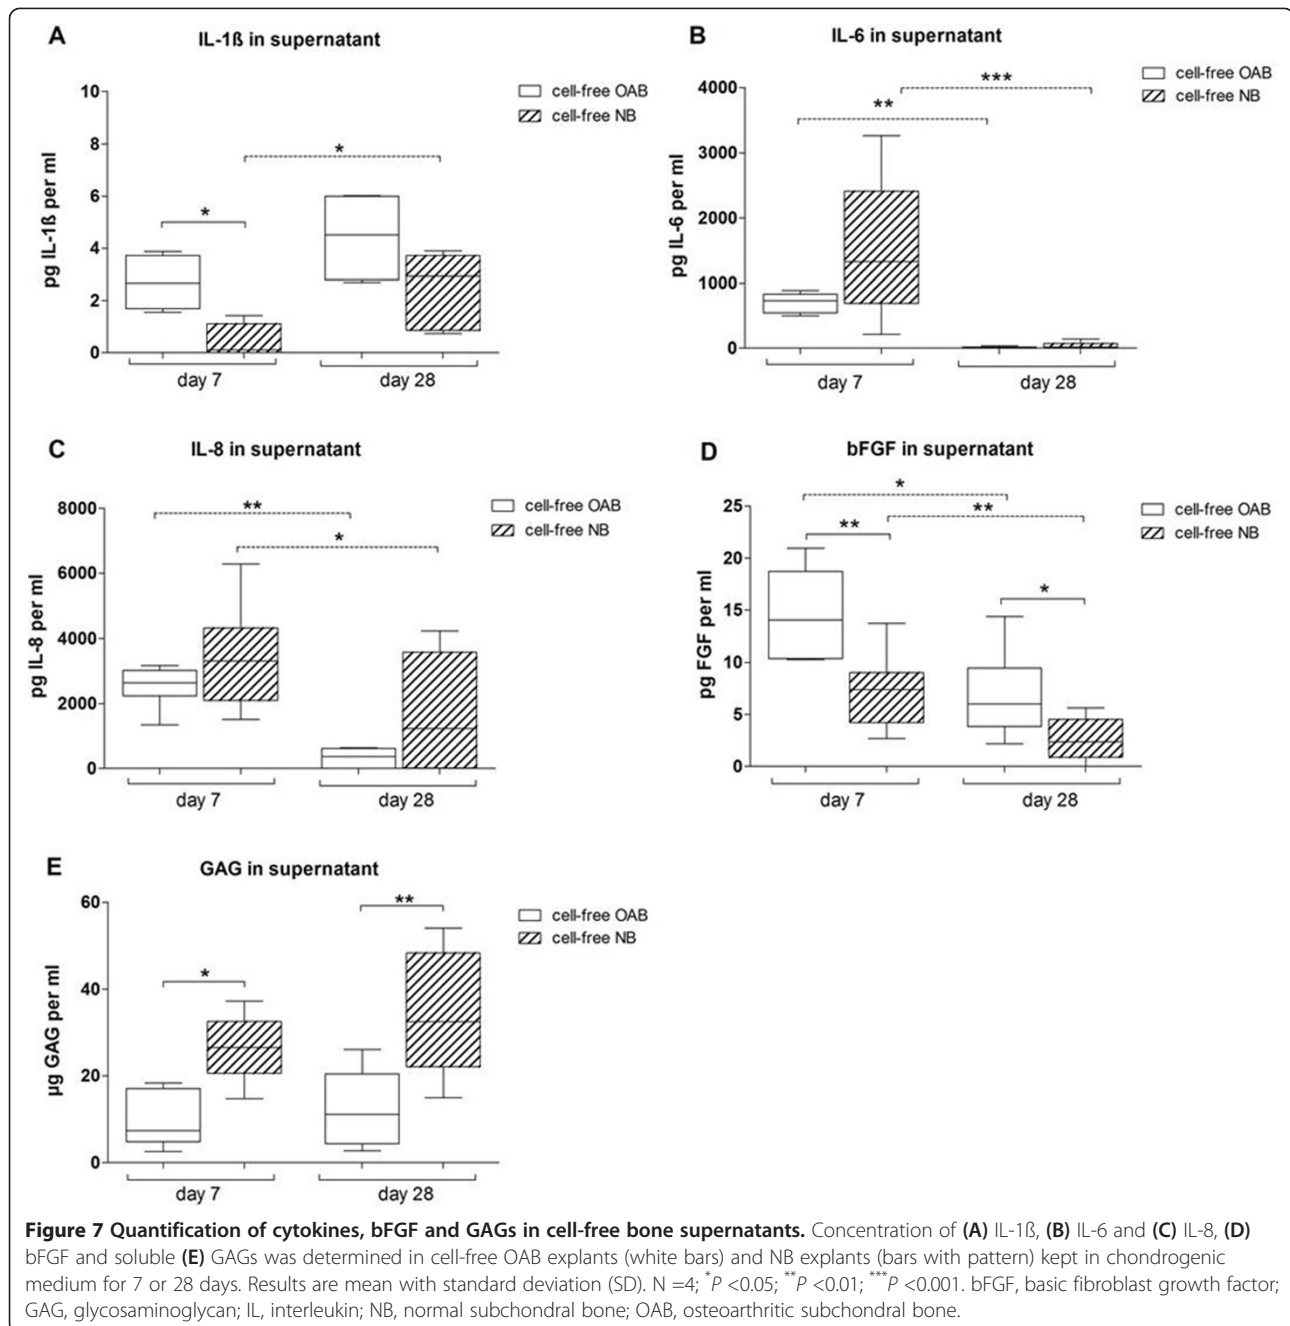 A
IL-1ß in supernatant
cell-free OAB
cell-free NB
pg IL-1ß per ml
10
8
6
4
2
0
*
*
day 7
day 28
B
IL-6 in supernatant
cell-free OAB
cell-free NB
pg IL-6 per ml
4000
3000
2000
1000
0
**
***
day 7
day 28
C
IL-8 in supernatant
cell-free OAB
cell-free NB
pg IL-8 per ml
8000
6000
4000
2000
0
**
*
day 7
day 28
D
bFGF in supernatant
cell-free OAB
cell-free NB
pg FGF per ml
25
20
15
10
5
0
*
**
**
*
day 7
day 28
E
GAG in supernatant
cell-free OAB
cell-free NB
µg GAG per ml
60
40
20
0
*
**
day 7
day 28
Figure 7 Quantification of cytokines, bFGF and GAGs in cell-free bone supernatants. Concentration of (A) IL-1ß, (B) IL-6 and (C) IL-8, (D)
bFGF and soluble (E) GAGs was determined in cell-free OAB explants (white bars) and NB explants (bars with pattern) kept in chondrogenic
medium for 7 or 28 days. Results are mean with standard deviation (SD). N =4; *P <0.05; **P <0.01; ***P <0.001. bFGF, basic fibroblast growth factor;
GAG, glycosaminoglycan; IL, interleukin; NB, normal subchondral bone; OAB, osteoarthritic subchondral bone.